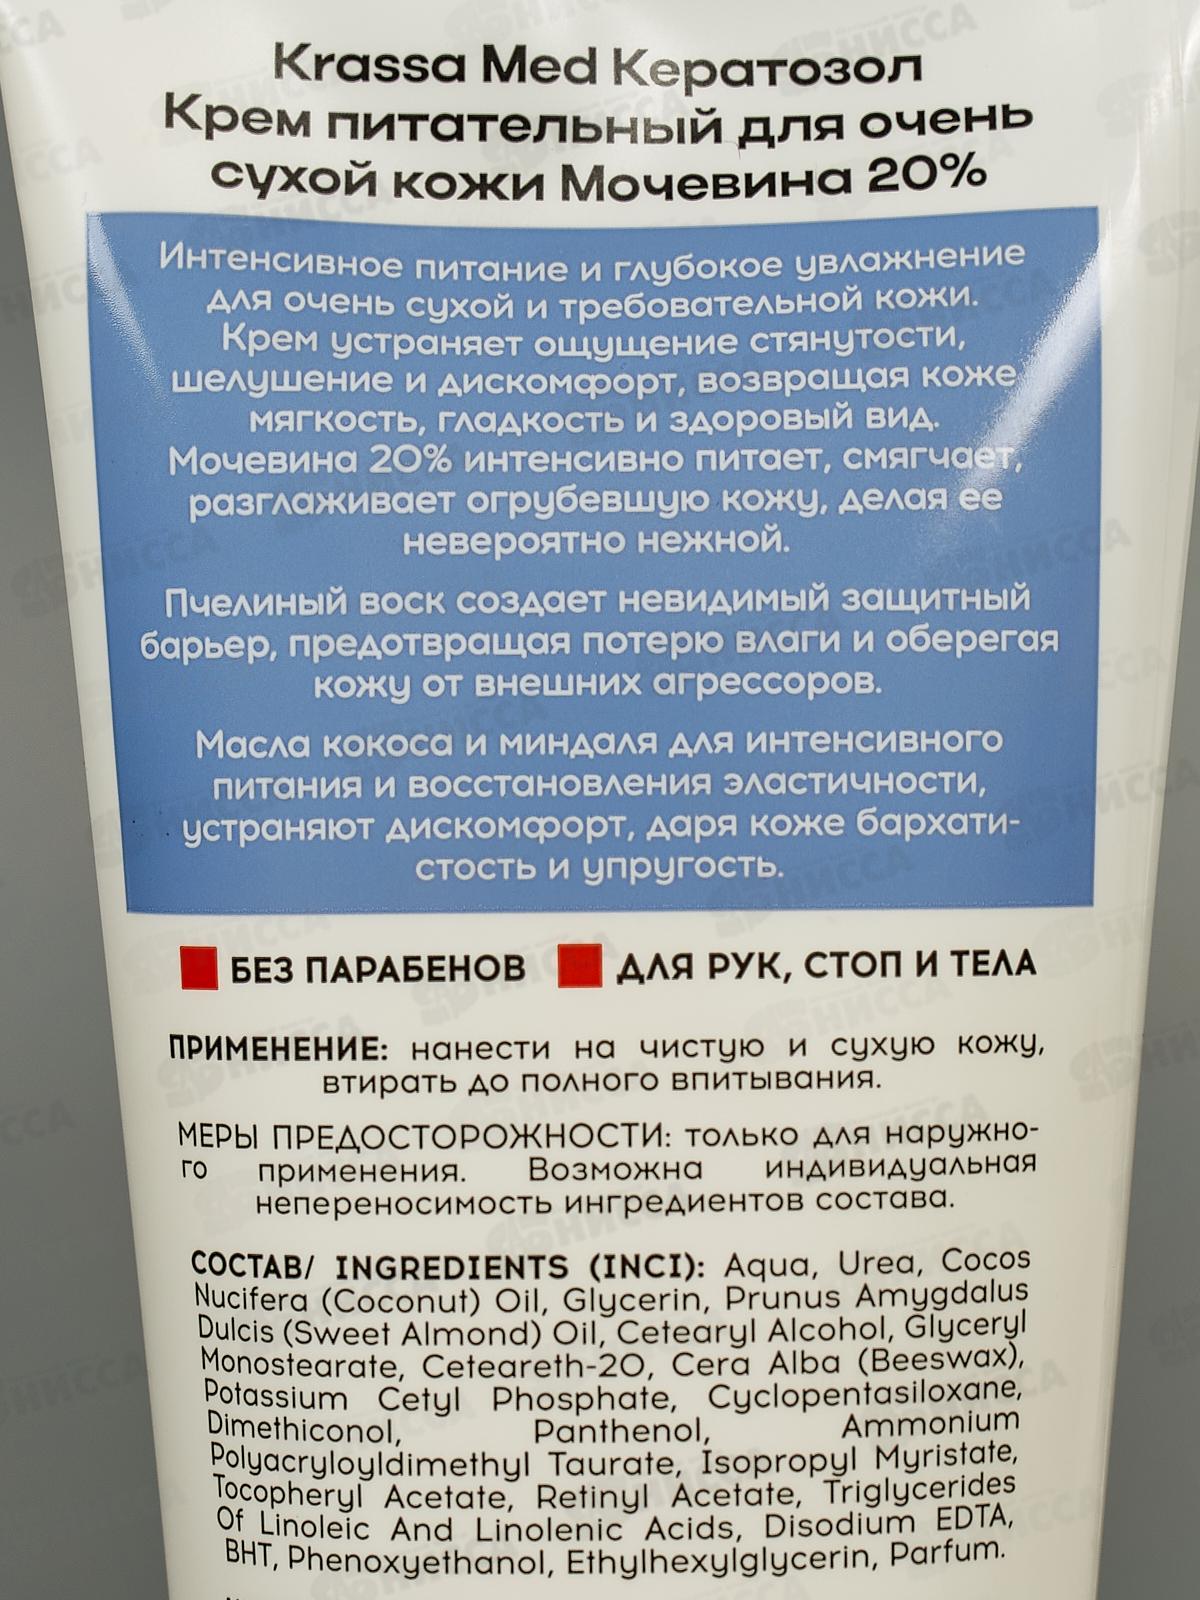 Krassa Med Кератозол
Крем питательный для очень
сухой кожи Мочевина 20%
Интенсивное питание и глубокое увлажнение
для очень сухой и требовательной кожи.
Крем устраняет ощущение стянутости,
шелушение и дискомфорт, возвращая коже
мягкость, гладкость и здоровый вид.
Мочевина 20% интенсивно питает, смягчает,
разглаживает огрубевшую кожу, делая ее
невероятно нежной.
Пчелиный воск создает невидимый защитный
барьер, предотвращая потерю влаги и оберегая
кожу от внешних агрессоров.
Масла кокоса и миндаля для интенсивного
питания и восстановления эластичности,
устраняют дискомфорт, даря коже бархати-
стость и упругость.
БЕЗ ПАРАБЕНОВ ДЛЯ РУК, СТОП И ТЕЛА
ПРИМЕНЕНИЕ: нанести на чистую и сухую кожу,
втирать до полного впитывания.
МЕРЫ ПРЕДОСТОРОЖНОСТИ: только для наружно-
го применения. Возможна индивидуальная
непереносимость ингредиентов состава.
СОСТАВ/ INGREDIENTS (INCI): Aqua, Urea, Cocos
Nucifera (Coconut) Oil, Glycerin, Prunus Amygdalus
Dulcis (Sweet Almond) Oil, Cetearyl Alcohol, Glyceryl
Monostearate, Ceteareth-20, Cera Alba (Beeswax),
Potassium Cetyl Phosphate, Cyclopentasiloxane,
Dimethiconol, Panthenol, Ammonium
Polyacryloyldimethyl Taurate, Isopropyl Myristate,
Tocopheryl Acetate, Retinyl Acetate, Triglycerides
Of Linoleic And Linolenic Acids, Disodium EDTA,
BHT, Phenoxyethanol, Ethylhexylglycerin, Parfum.